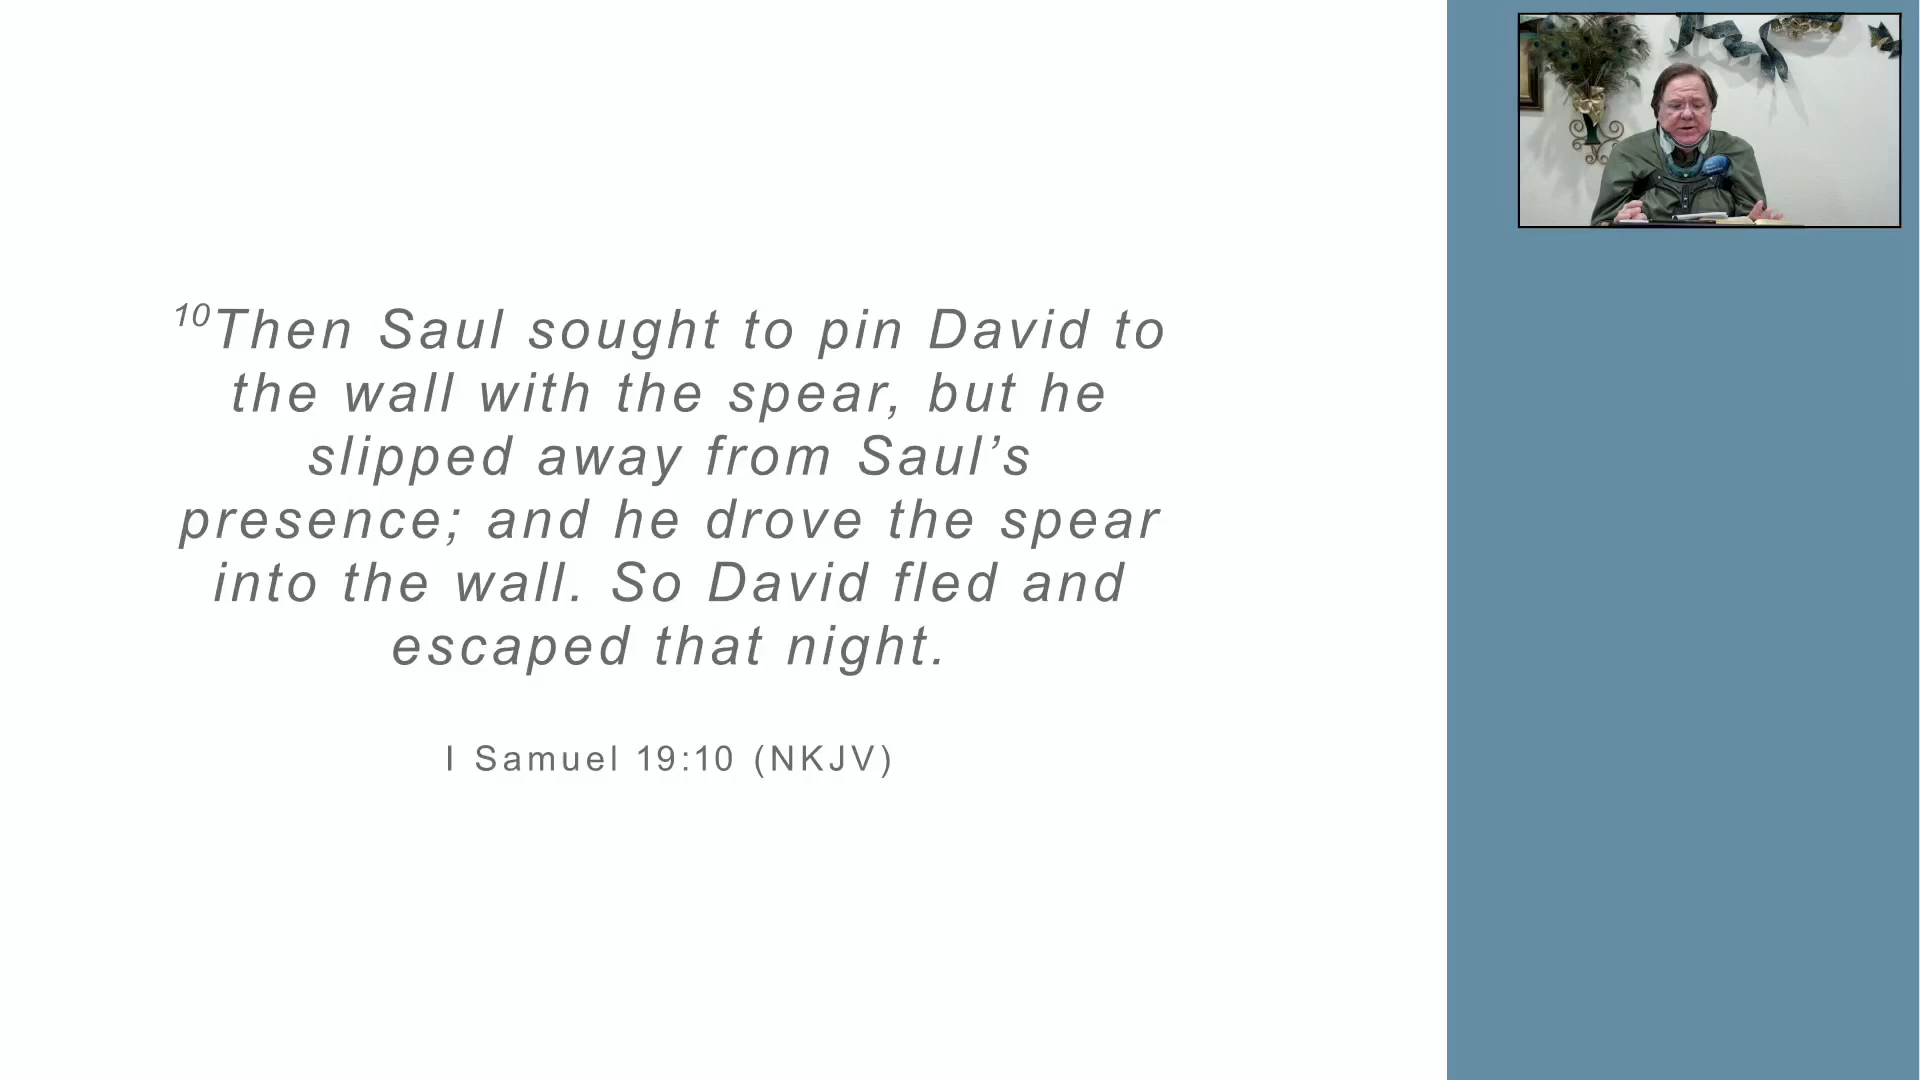 10Then Saul sought to pin David to
the wall with the spear, but he
slipped away from Saul’s
presence; and he drove the spear
into the wall. So David fled and
escaped that night.
I Samuel 19:10 (NKJV)